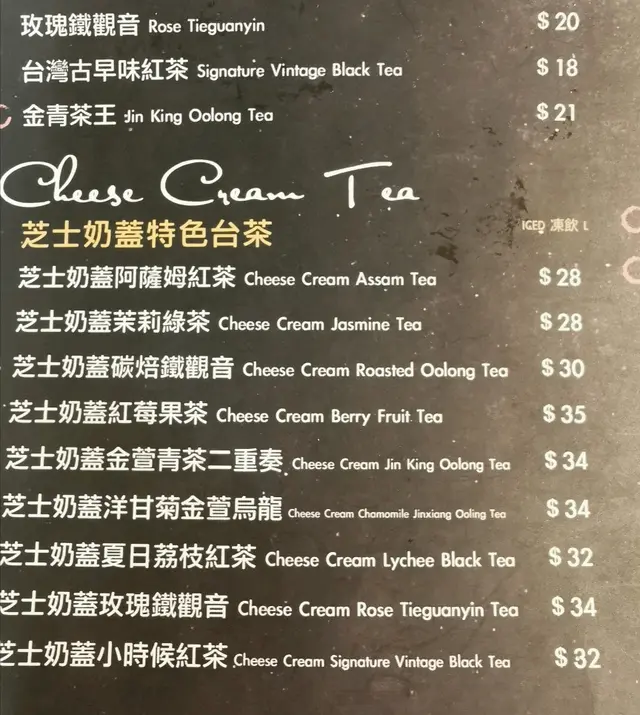 玫瑰鐵觀音 Rose Tieguanyin $20
台灣古早味紅茶 Signature Vintage Black Tea $18
金青茶王 Jin King Oolong Tea $21
Cheese Cream Tea
芝士奶蓋特色台茶 ICED 凍飲 L
芝士奶蓋阿薩姆紅茶 Cheese Cream Assam Tea $28
芝士奶蓋茉莉綠茶 Cheese Cream Jasmine Tea $28
芝士奶蓋碳焙鐵觀音 Cheese Cream Roasted Oolong Tea $30
芝士奶蓋紅莓果茶 Cheese Cream Berry Fruit Tea $35
芝士奶蓋金萱青茶二重奏 Cheese Cream Jin King Oolong Tea $34
芝士奶蓋洋甘菊金萱烏龍 Cheese Cream Chamomile Jinxiang Ooling Tea $34
芝士奶蓋夏日荔枝紅茶 Cheese Cream Lychee Black Tea $32
芝士奶蓋玫瑰鐵觀音 Cheese Cream Rose Tieguanyin Tea $34
芝士奶蓋小時候紅茶 Cheese Cream Signature Vintage Black Tea $32